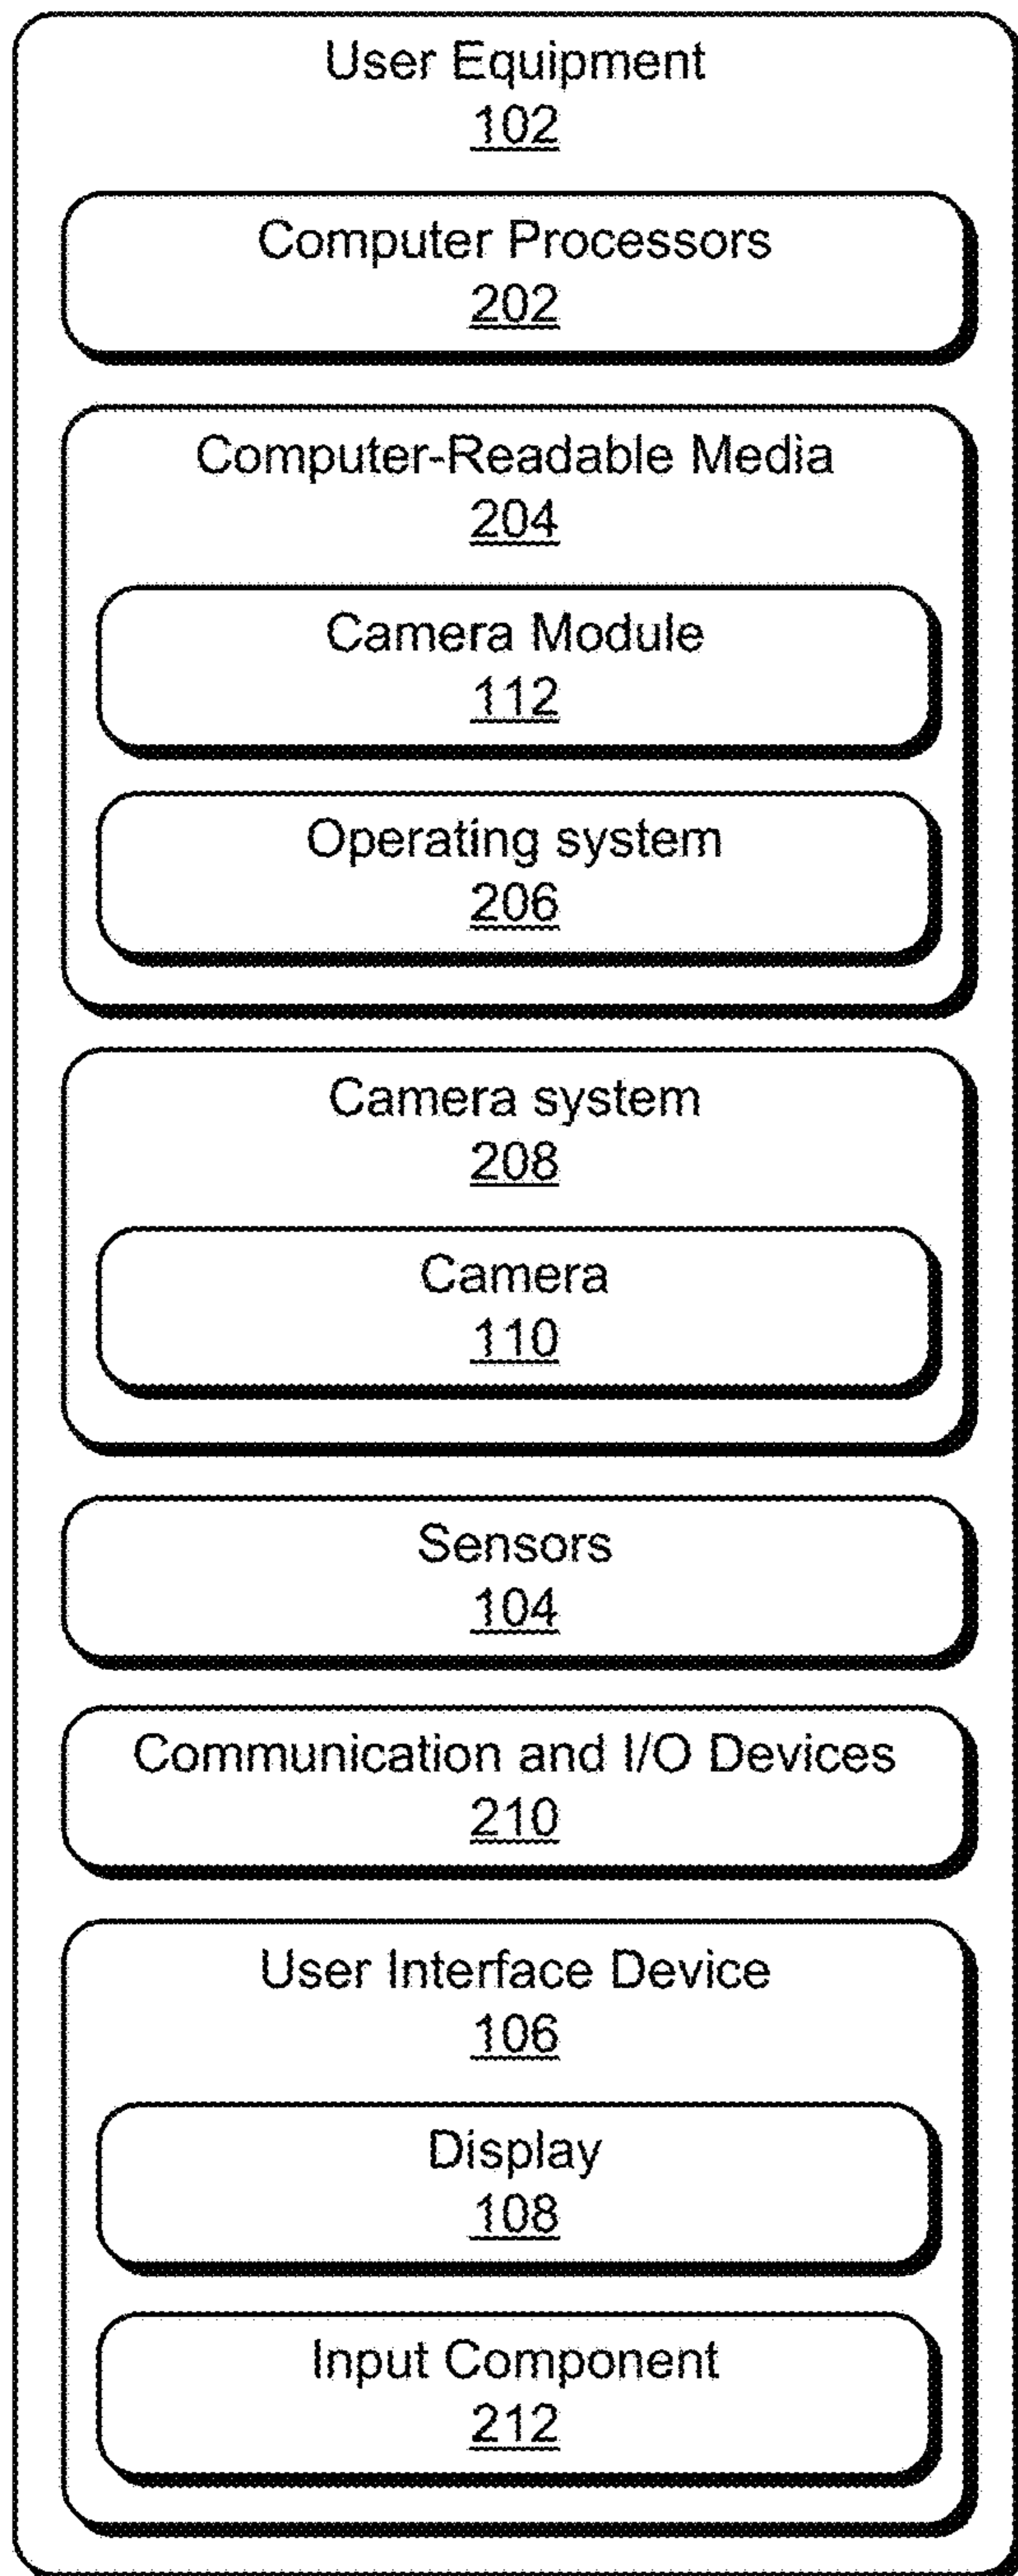 User Equipment
102
Computer Processors
202
Computer-Readable Media
204
Camera Module
112
Operating system
206
Camera system
208
Camera
110
Sensors
104
Communication and I/O Devices
210
User Interface Device
106
Display
108
Input Component
212